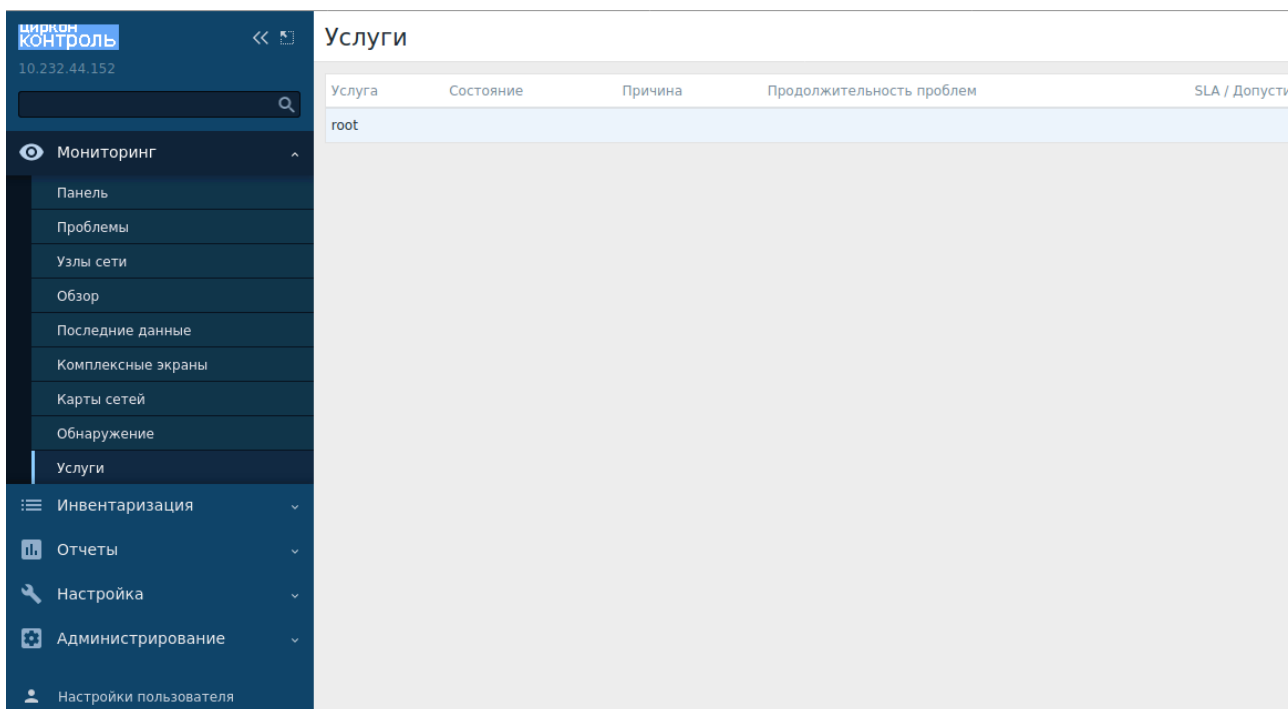 циркон
контроль
10.232.44.152
Мониторинг
Панель
Проблемы
Узлы сети
Обзор
Последние данные
Комплексные экраны
Карты сетей
Обнаружение
Услуги
Инвентаризация
Отчеты
Настройка
Администрирование
Настройки пользователя
Услуги
Услуга Состояние Причина Продолжительность проблем SLA / Допусти
root